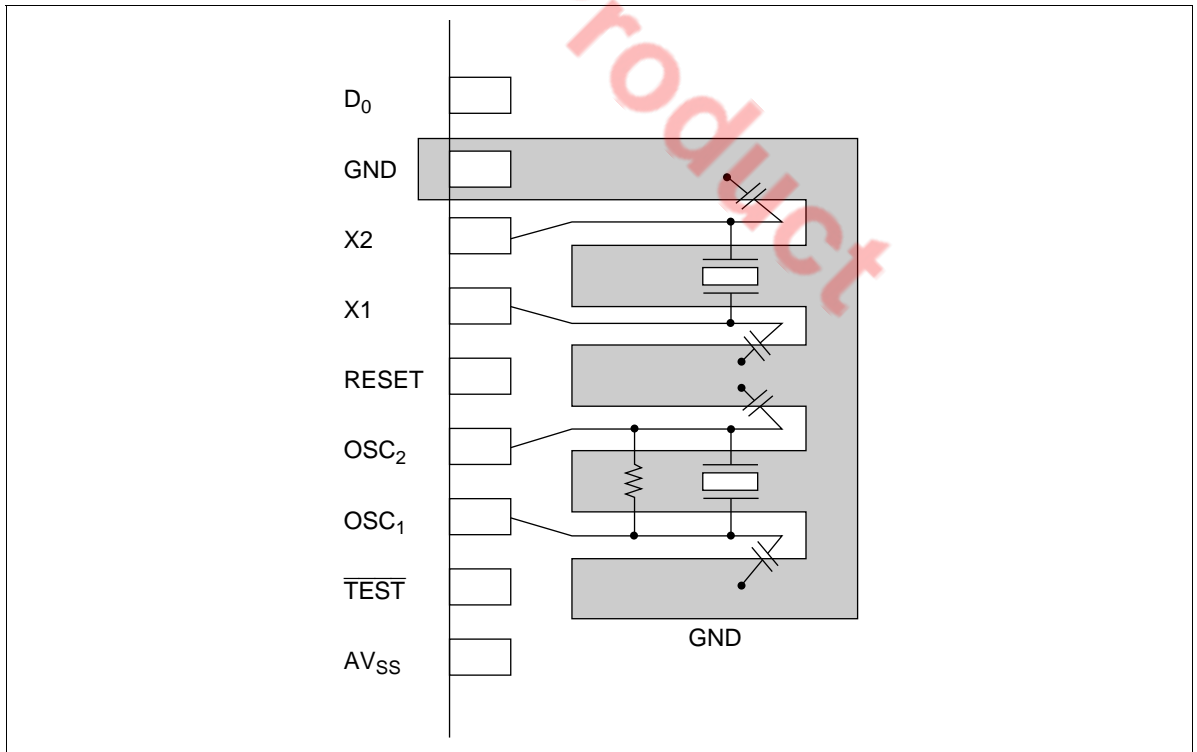 roduct
D₀
GND
X2
X1
RESET
OSC₂
OSC₁
TEST
AVSS
GND